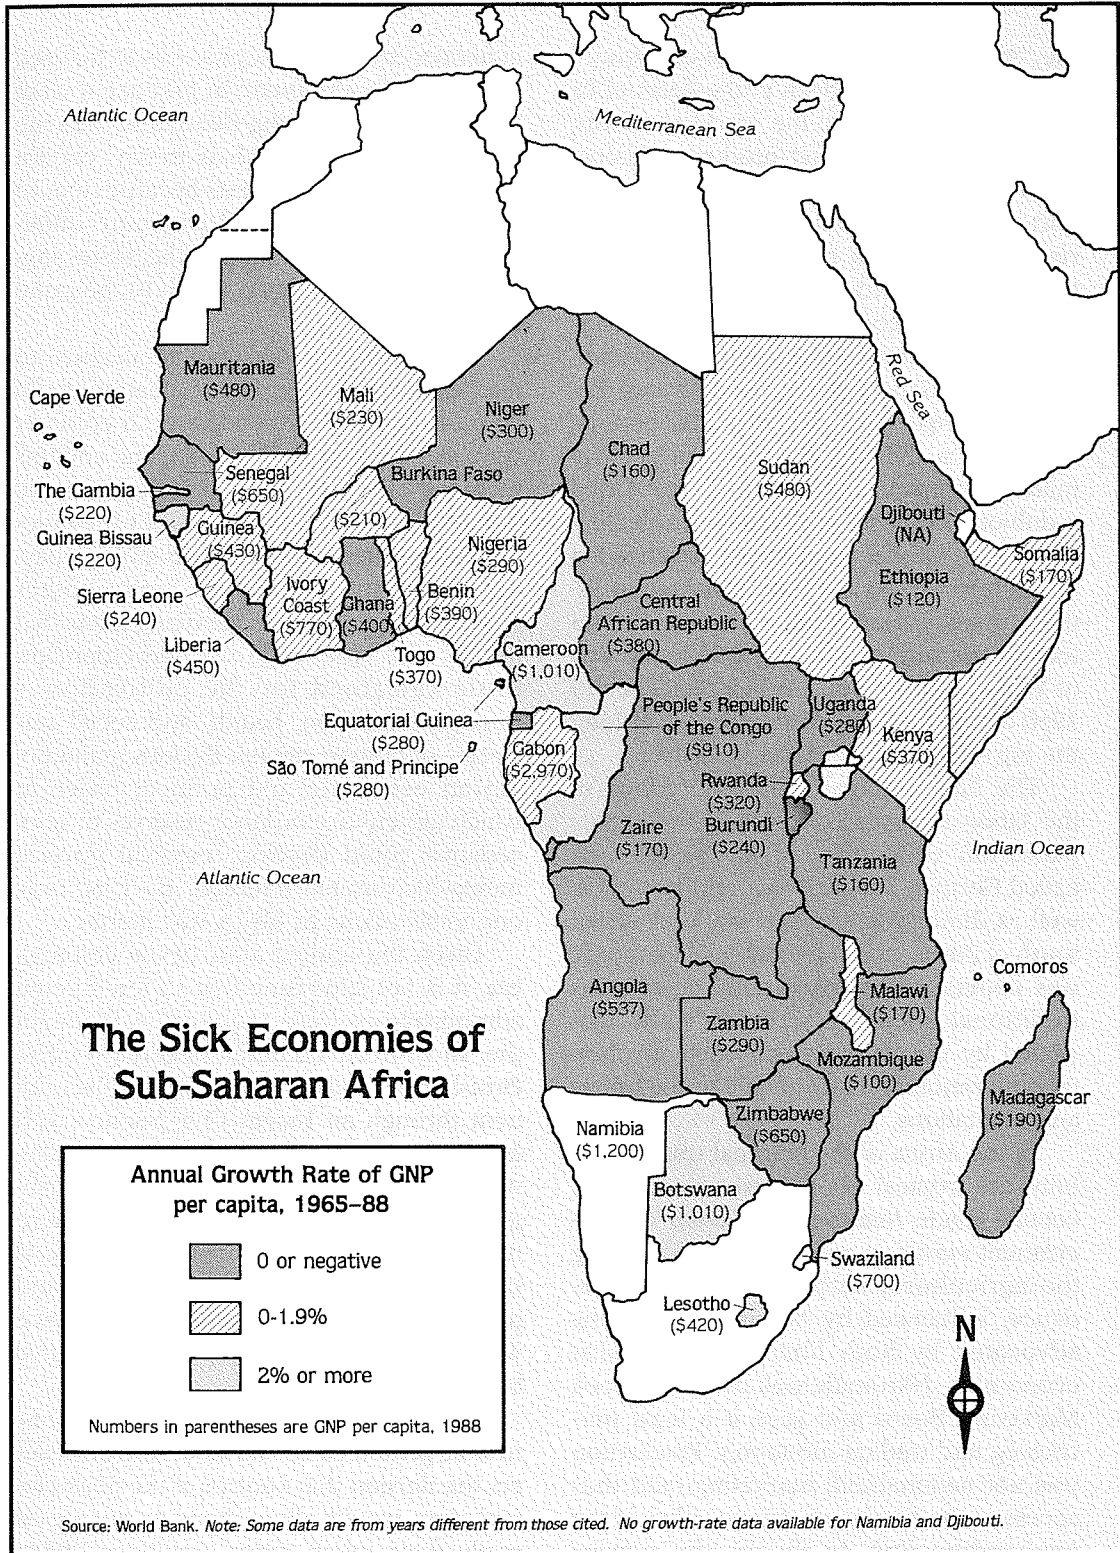 Atlantic Ocean
Mediterranean Sea
Red Sea
Mauritania
($480)
Cape Verde
Mali
($230)
Niger
($300)
Chad
($160)
Sudan
($480)
Senegal
($650)
Burkina Faso
($210)
The Gambia
($220)
Guinea Bissau
($220)
Guinea
($430)
Nigeria
($290)
Djibouti
(NA)
Somalia
($170)
Ethiopia
($120)
Sierra Leone
($240)
Ivory
Coast
($770)
Ghana
($400)
Benin
($390)
Central
African Republic
($380)
Liberia
($450)
Togo
($370)
Cameroon
($1,010)
Equatorial Guinea
($280)
São Tomé and Principe
($280)
Gabon
($2,970)
People's Republic
of the Congo
($910)
Uganda
($280)
Kenya
($370)
Rwanda
($320)
Burundi
($240)
Zaire
($170)
Tanzania
($160)
Indian Ocean
Atlantic Ocean
Comoros
Angola
($537)
Zambia
($290)
Malawi
($170)
Mozambique
($100)
Madagascar
($190)
Zimbabwe
($650)
Namibia
($1,200)
Botswana
($1,010)
Swaziland
($700)
Lesotho
($420)
N
The Sick Economies of
Sub-Saharan Africa
Annual Growth Rate of GNP
per capita, 1965–88
0 or negative
0-1.9%
2% or more
Numbers in parentheses are GNP per capita, 1988
Source: World Bank. Note: Some data are from years different from those cited. No growth-rate data available for Namibia and Djibouti.